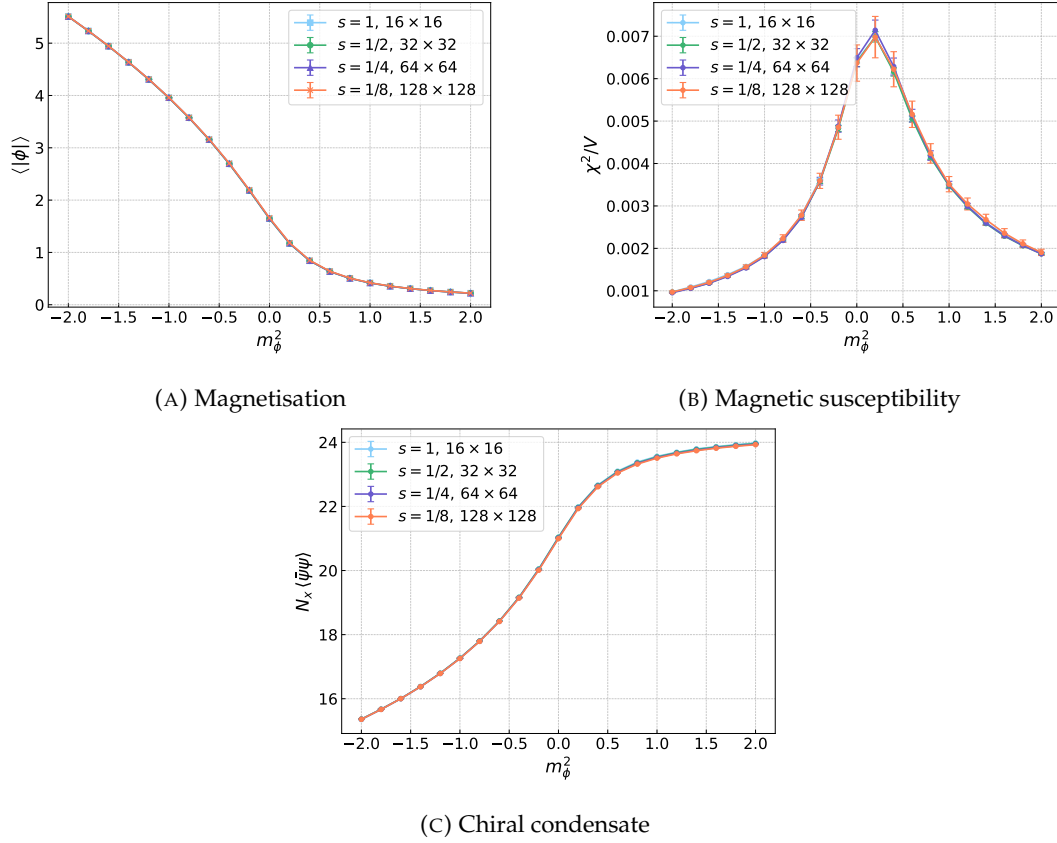 s = 1, 16 × 16
s = 1/2, 32 × 32
s = 1/4, 64 × 64
s = 1/8, 128 × 128
5
4
3
2
1
0
⟨|ϕ|⟩
−2.0 −1.5 −1.0 −0.5 0.0 0.5 1.0 1.5 2.0
m²_ϕ
(A) Magnetisation
s = 1, 16 × 16
s = 1/2, 32 × 32
s = 1/4, 64 × 64
s = 1/8, 128 × 128
0.007
0.006
0.005
0.004
0.003
0.002
0.001
χ²/V
−2.0 −1.5 −1.0 −0.5 0.0 0.5 1.0 1.5 2.0
m²_ϕ
(B) Magnetic susceptibility
s = 1, 16 × 16
s = 1/2, 32 × 32
s = 1/4, 64 × 64
s = 1/8, 128 × 128
24
22
20
18
16
N_x ⟨ψ̄ψ⟩
−2.0 −1.5 −1.0 −0.5 0.0 0.5 1.0 1.5 2.0
m²_ϕ
(C) Chiral condensate